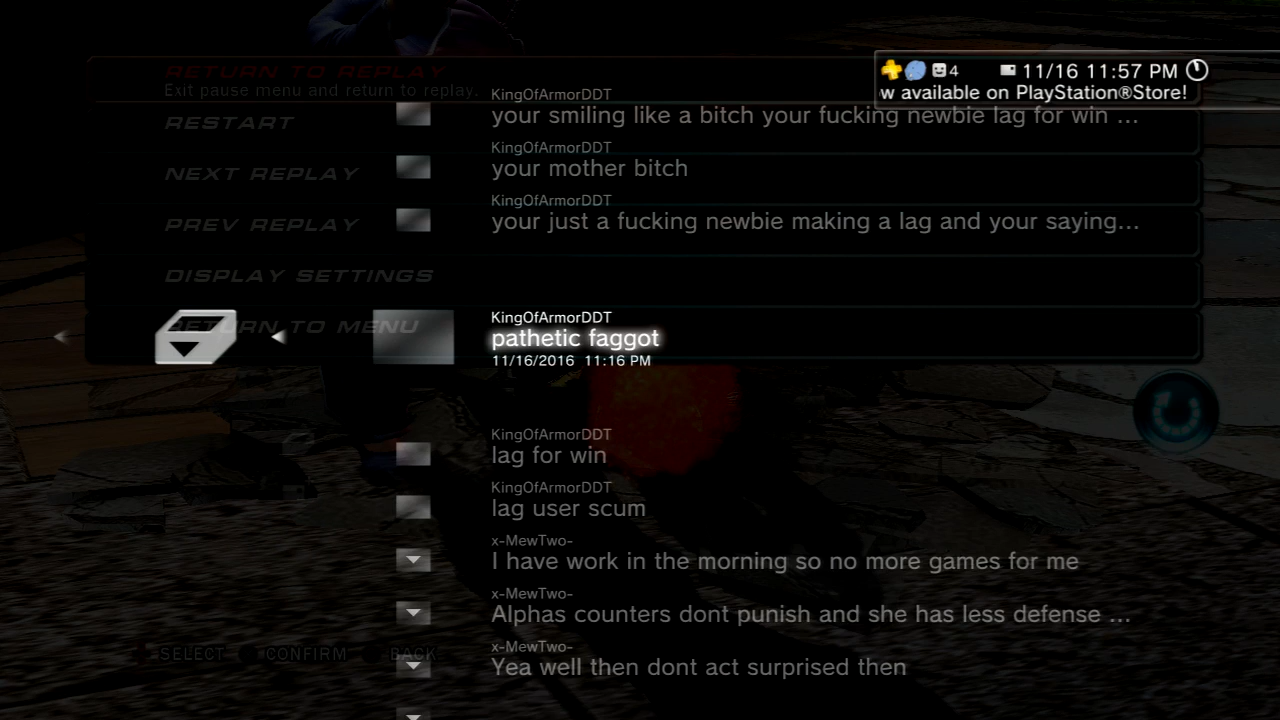 RETURN TO REPLAY
Exit pause menu and return to replay.
RESTART
NEXT REPLAY
PREV REPLAY
DISPLAY SETTINGS
RETURN TO MENU
4
11/16 11:57 PM
w available on PlayStation®Store!
KingOfArmorDDT
your smiling like a bitch your fucking newbie lag for win ...
KingOfArmorDDT
your mother bitch
KingOfArmorDDT
your just a fucking newbie making a lag and your saying...
KingOfArmorDDT
pathetic faggot
11/16/2016 11:16 PM
KingOfArmorDDT
lag for win
KingOfArmorDDT
lag user scum
x-MewTwo-
I have work in the morning so no more games for me
x-MewTwo-
Alphas counters dont punish and she has less defense ...
x-MewTwo-
Yea well then dont act surprised then
SELECT CONFIRM BACK